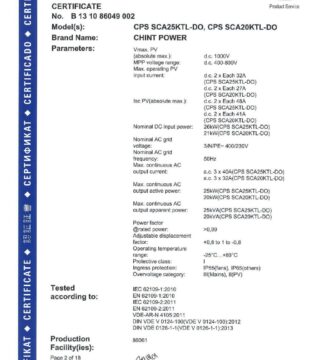 Product Service
CERTIFICATE
No. B 13 10 86049 002
Model(s): CPS SCA25KTL-DO, CPS SCA20KTL-DO
Brand Name: CHINT POWER
Parameters:
Vmax. PV
(absolute max.) d.c. 1000V
MPP voltage range: d.c. 400-800V
Max. operating PV
input current: d.c. 2 x Each 32A
(CPS SCA25KTL-DO)
d.c. 2 x Each 27A
(CPS SCA20KTL-DO)
Isc PV(absolute max): d.c. 2 x Each 48A
(CPS SCA25KTL-DO)
d.c. 2 x Each 41A
(CPS SCA20KTL-DO)
Nominal DC input power: 26kW(CPS SCA25KTL-DO)
21kW(CPS SCA20KTL-DO)
Nominal AC grid
voltage: 3/N/PE~ 400/230V
Nominal AC grid
frequency: 50Hz
Max. continuous AC
output current: a.c. 3 x 40A(CPS SCA25KTL-DO)
a.c. 3 x 32A(CPS SCA20KTL-DO)
Max. continuous AC
output active power: 25kW(CPS SCA25KTL-DO)
20kW(CPS SCA20KTL-DO)
Max. continuous AC
output apparent power: 25kVA(CPS SCA25KTL-DO)
20kVA(CPS SCA20KTL-DO)
Power factor
@rated power: >0,99
Adjustable displacement
factor: +0,8 to 1 to -0,8
Operating temperature
range: -25°C...+60°C
Protective class: I
Ingress protection: IP65(fans), IP65(others)
Overvoltage category: III(Mains), II(PV)
Tested
according to:
IEC 62109-1:2010
EN 62109-1:2010
IEC 62109-2:2011
EN 62109-2:2011
VDE-AR-N 4105:2011
DIN VDE V 0124-100(VDE V 0124-100):2012
DIN VDE 0126-1-1(VDE V 0126-1-1):2013
Production
Facility(ies): 86061
Page 2 of 18
CERTIFICADO
СЕРТИФИКАТ
認証証書
CERTIFICATE